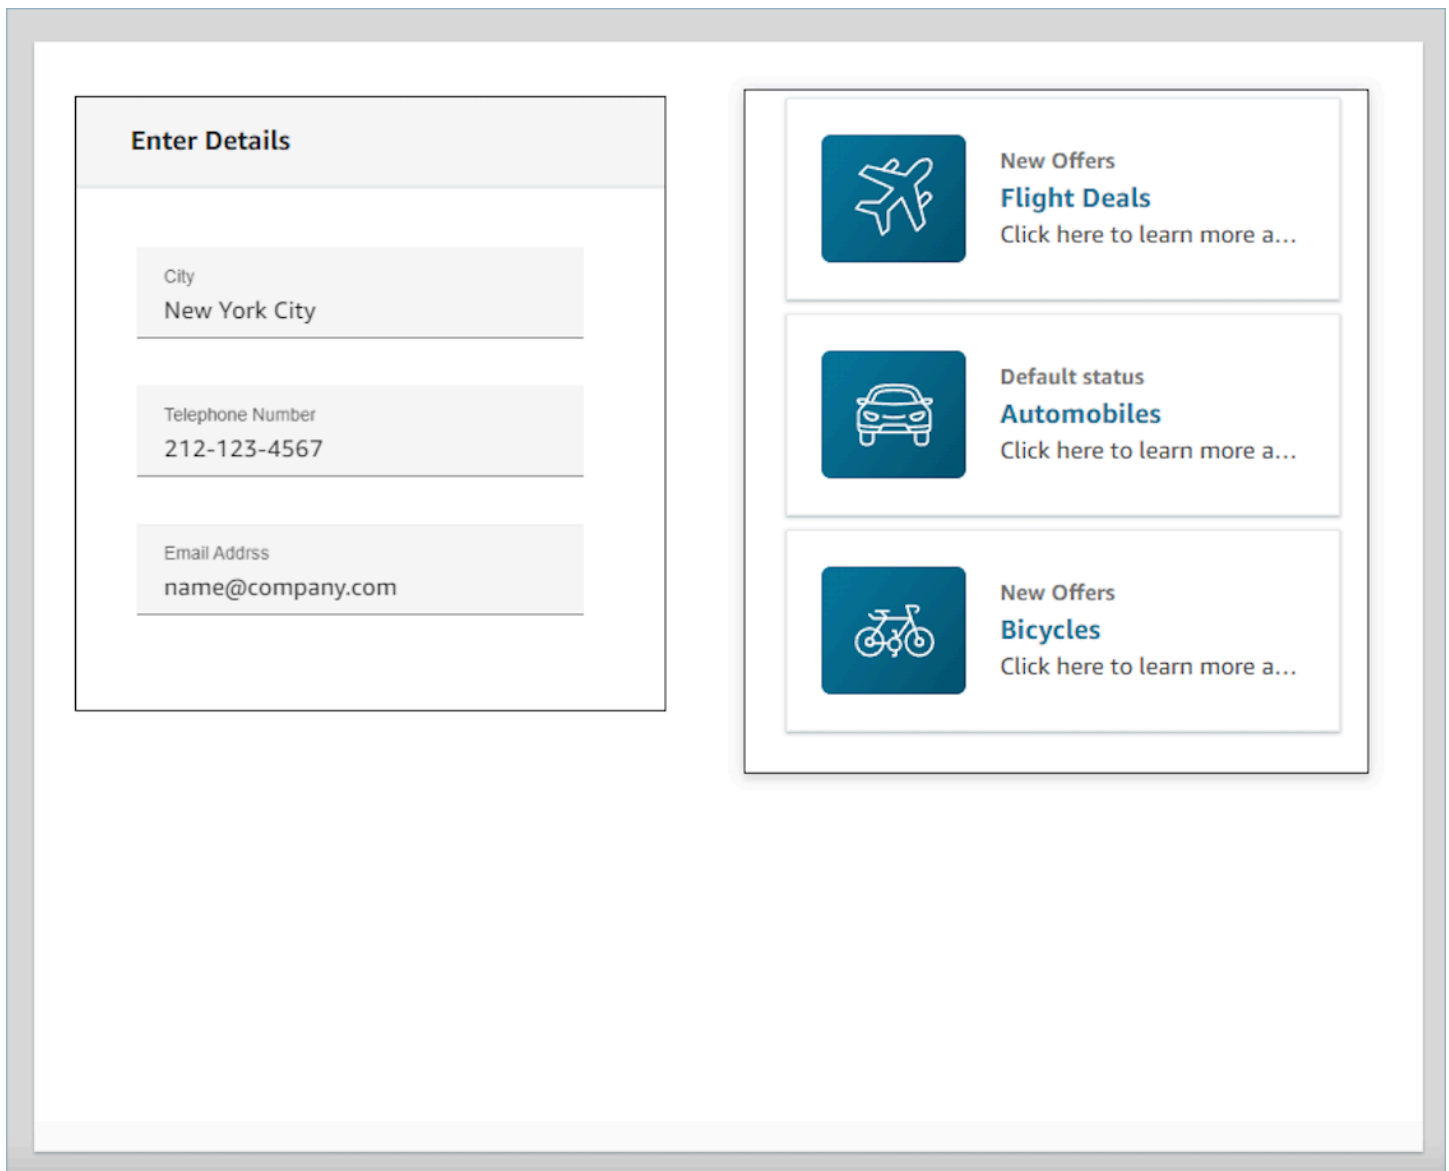 Enter Details
City
New York City
Telephone Number
212-123-4567
Email Addrss
name@company.com
New Offers
Flight Deals
Click here to learn more a...
Default status
Automobiles
Click here to learn more a...
New Offers
Bicycles
Click here to learn more a...